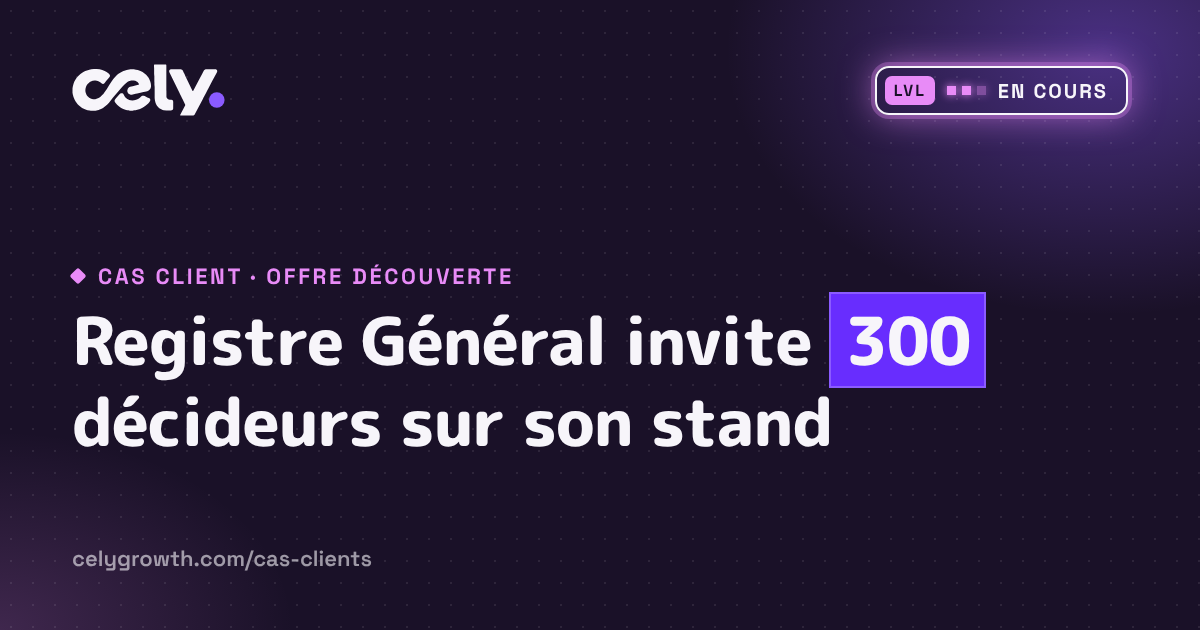 cely.
LVL EN COURS
CAS CLIENT · OFFRE DÉCOUVERTE
Registre Général invite 300
décideurs sur son stand
celygrowth.com/cas-clients